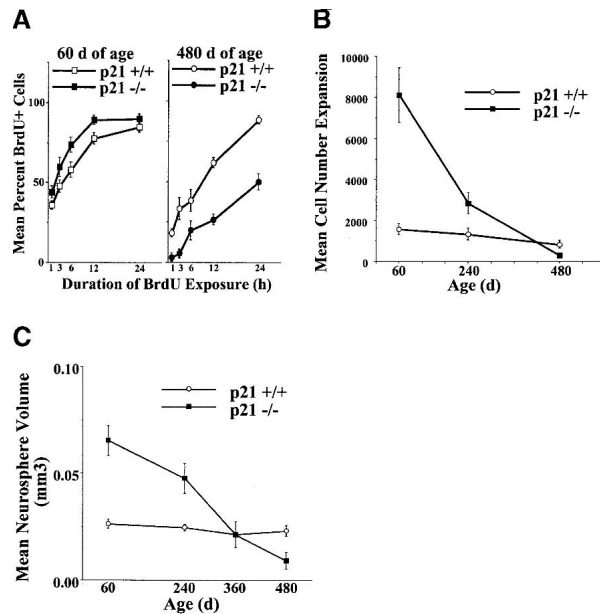 A
60 d of age
p21 +/+
p21 -/-
480 d of age
p21 +/+
p21 -/-
Mean Percent BrdU+ Cells
100
50
0
1 3 6 12 24
1 3 6 12 24
Duration of BrdU Exposure (h)
B
Mean Cell Number Expansion
10000
8000
6000
4000
2000
0
p21 +/+
p21 -/-
60 240 480
Age (d)
C
Mean Neurosphere Volume
(mm3)
0.10
0.05
0.00
p21 +/+
p21 -/-
60 240 360 480
Age (d)